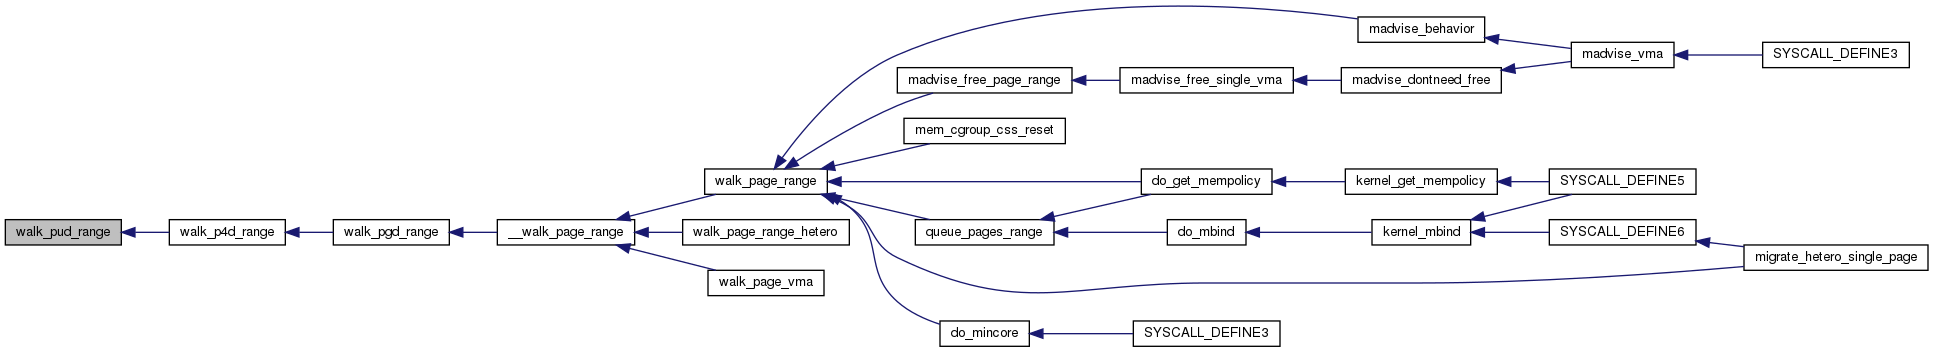 madvise_behavior
madvise_vma
SYSCALL_DEFINE3
madvise_free_page_range
madvise_free_single_vma
madvise_dontneed_free
mem_cgroup_css_reset
walk_page_range
do_get_mempolicy
kernel_get_mempolicy
SYSCALL_DEFINE5
walk_pud_range
walk_p4d_range
walk_pgd_range
__walk_page_range
walk_page_range_hetero
queue_pages_range
do_mbind
kernel_mbind
SYSCALL_DEFINE6
migrate_hetero_single_page
walk_page_vma
do_mincore
SYSCALL_DEFINE3